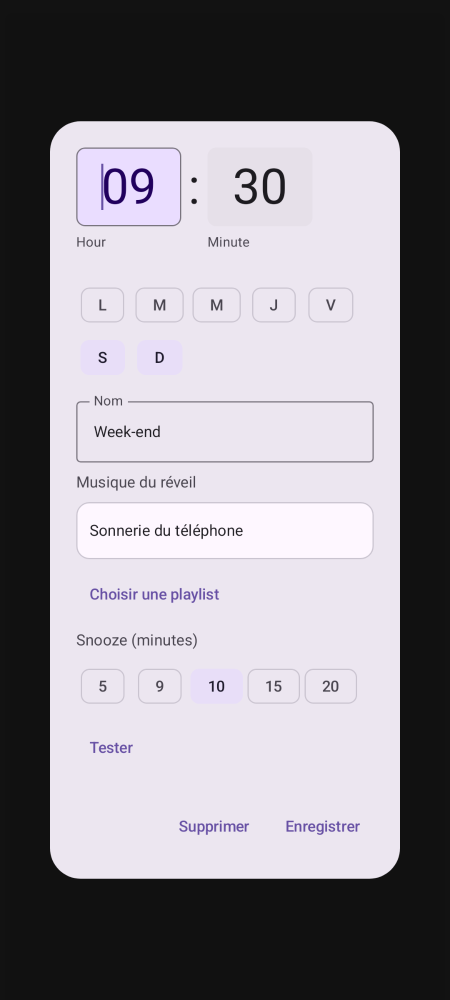 09 : 30
Hour Minute
L M M J V
S D
Nom
Week-end
Musique du réveil
Sonnerie du téléphone
Choisir une playlist
Snooze (minutes)
5 9 10 15 20
Tester
Supprimer Enregistrer